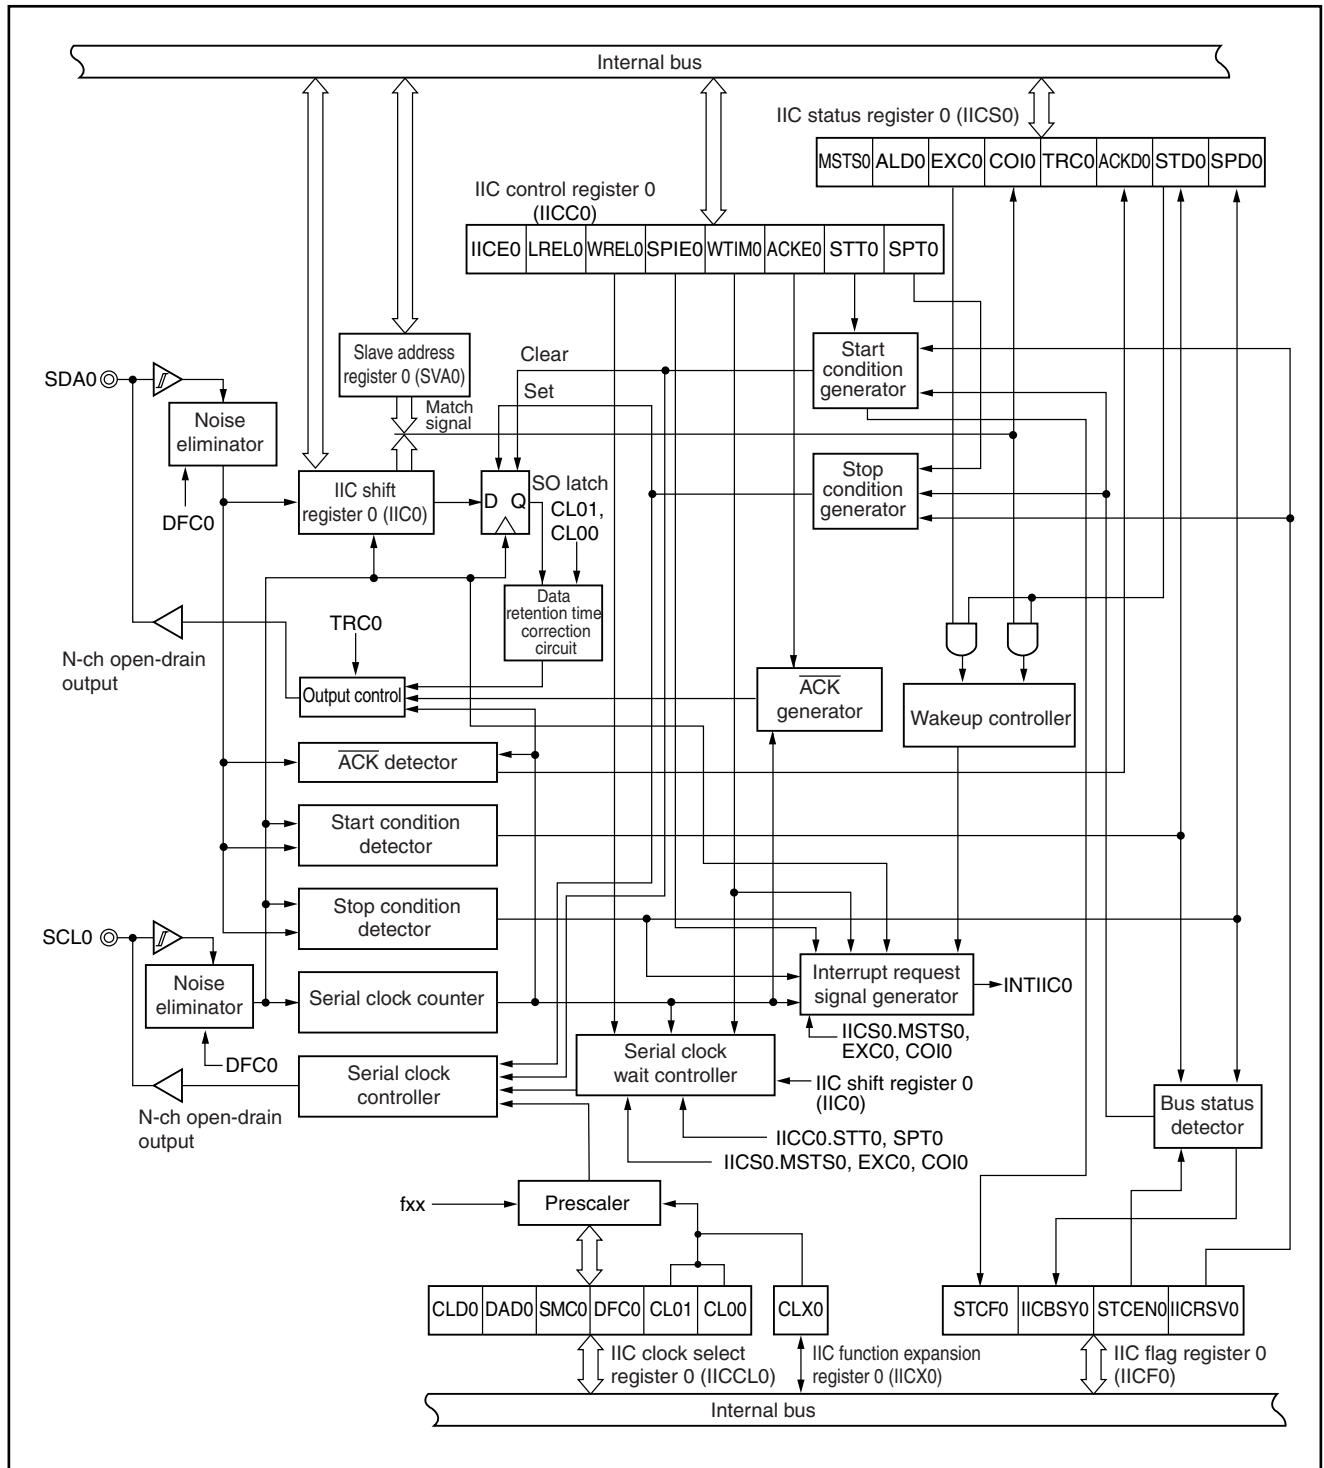 Internal bus
IIC status register 0 (IICS0)
MSTS0 ALD0 EXC0 COI0 TRC0 ACKD0 STD0 SPD0
IIC control register 0
(IICC0)
IICE0 LREL0 WREL0 SPIE0 WTIM0 ACKE0 STT0 SPT0
Slave address
register 0 (SVA0)
Clear
Set
Match
signal
Start
condition
generator
SDA0
Noise
eliminator
DFC0
IIC shift
register 0 (IIC0)
D Q
SO latch
CL01,
CL00
Stop
condition
generator
Data
retention time
correction
circuit
TRC0
N-ch open-drain
output
Output control
ACK
generator
Wakeup controller
ACK detector
Start condition
detector
Stop condition
detector
SCL0
Noise
eliminator
DFC0
Serial clock counter
Interrupt request
signal generator
INTIIC0
IICS0.MSTS0,
EXC0, COI0
Serial clock
controller
N-ch open-drain
output
Serial clock
wait controller
IIC shift register 0
(IIC0)
IICC0.STT0, SPT0
IICS0.MSTS0, EXC0, COI0
Bus status
detector
fxx
Prescaler
CLD0 DAD0 SMC0 DFC0 CL01 CL00
CLX0
STCF0 IICBSY0 STCEN0 IICRSV0
IIC clock select
register 0 (IICCL0)
IIC function expansion
register 0 (IICX0)
IIC flag register 0
(IICF0)
Internal bus